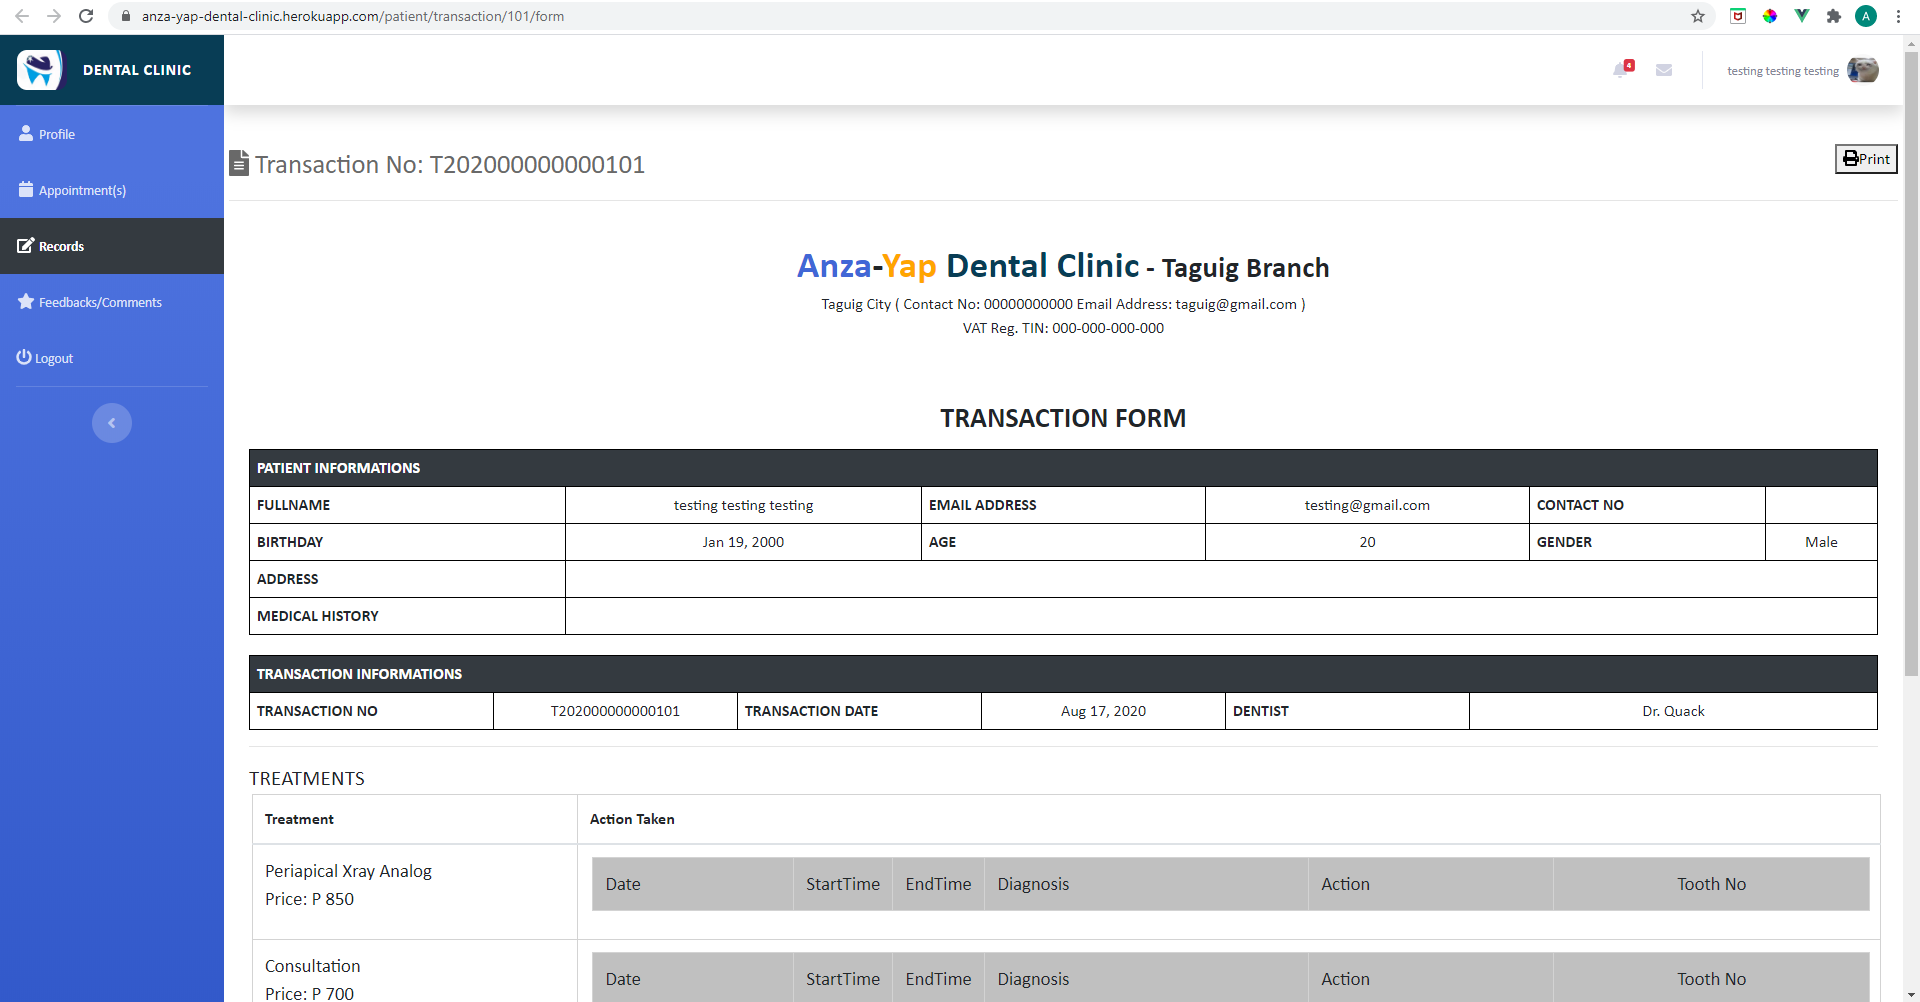 anza-yap-dental-clinic.herokuapp.com/patient/transaction/101/form
A
DENTAL CLINIC
4
testing testing testing
Profile
Appointment(s)
Records
Feedbacks/Comments
Logout
Transaction No: T202000000000101
Print
Anza-Yap Dental Clinic - Taguig Branch
Taguig City ( Contact No: 00000000000 Email Address: taguig@gmail.com )
VAT Reg. TIN: 000-000-000-000
TRANSACTION FORM
PATIENT INFORMATIONS
FULLNAME testing testing testing EMAIL ADDRESS testing@gmail.com CONTACT NO
BIRTHDAY Jan 19, 2000 AGE 20 GENDER Male
ADDRESS
MEDICAL HISTORY
TRANSACTION INFORMATIONS
TRANSACTION NO T202000000000101 TRANSACTION DATE Aug 17, 2020 DENTIST Dr. Quack
TREATMENTS
Treatment Action Taken
Periapical Xray Analog
Price: P 850
Date StartTime EndTime Diagnosis Action Tooth No
Consultation
Price: P 700
Date StartTime EndTime Diagnosis Action Tooth No